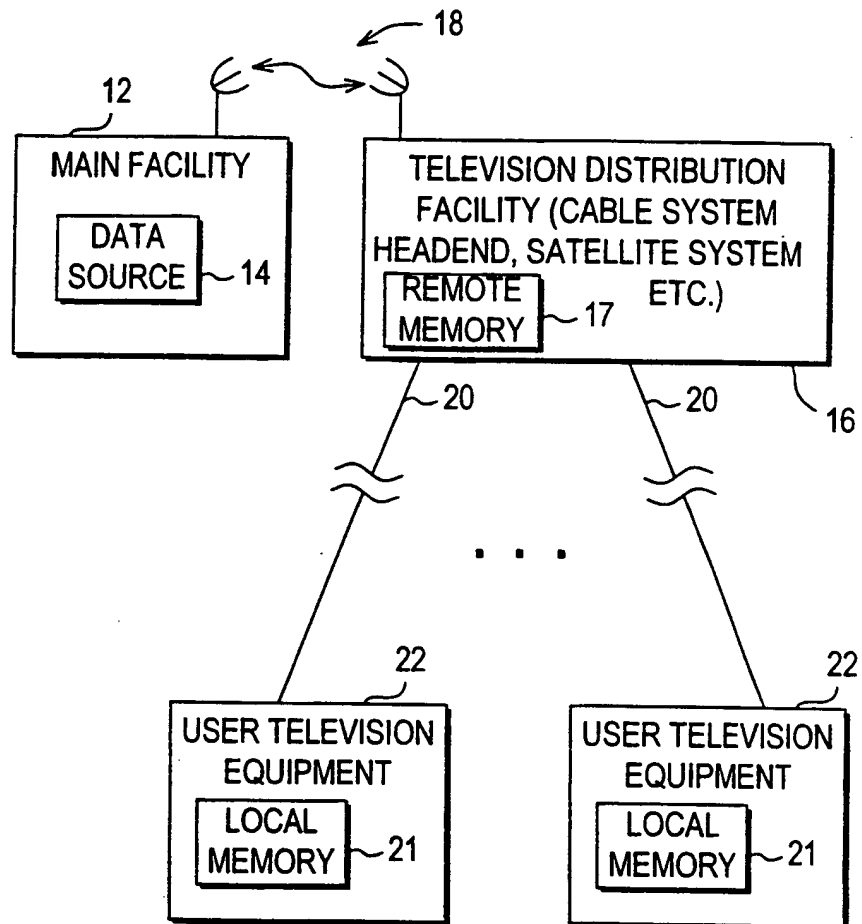 18
12
MAIN FACILITY
DATA
SOURCE
14
TELEVISION DISTRIBUTION
FACILITY (CABLE SYSTEM
HEADEND, SATELLITE SYSTEM
ETC.)
REMOTE
MEMORY
17
16
20
20
22
USER TELEVISION
EQUIPMENT
LOCAL
MEMORY
21
22
USER TELEVISION
EQUIPMENT
LOCAL
MEMORY
21